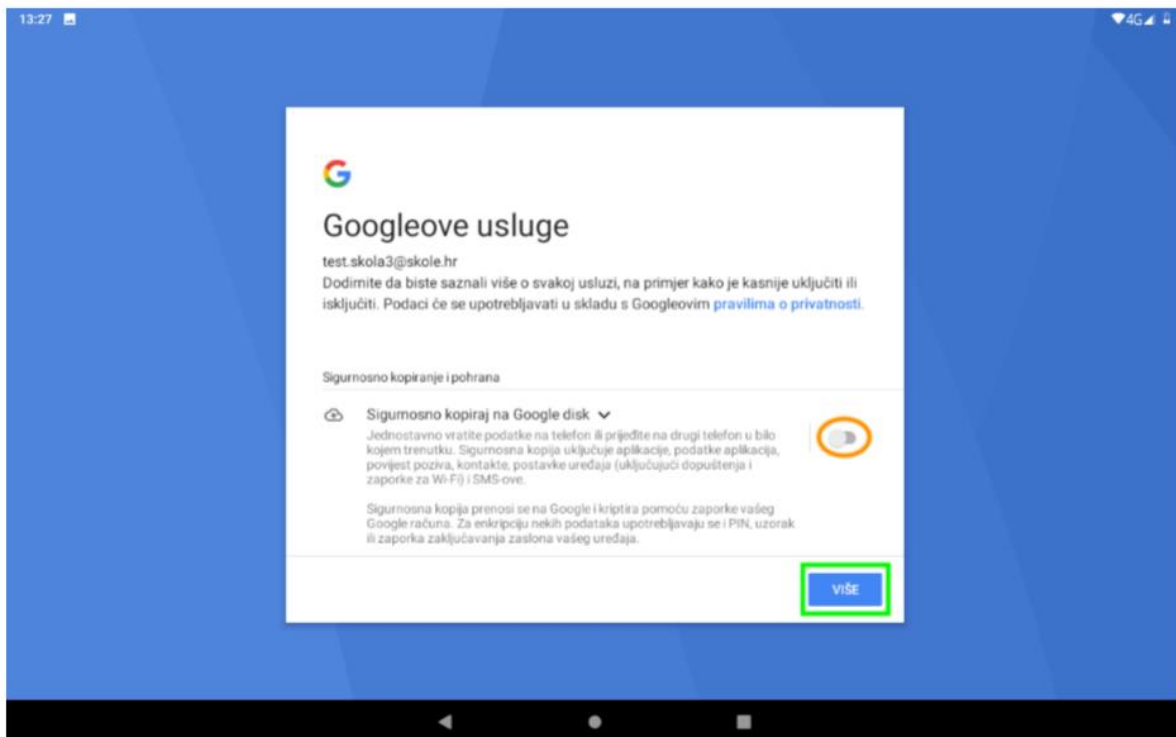 13:27
4G
Googleove usluge
test.skola3@skole.hr
Dodirnite da biste saznali više o svakoj usluzi, na primjer kako je kasnije uključiti ili
isključiti. Podaci će se upotrebljavati u skladu s Googleovim pravilima o privatnosti.
Sigurnosno kopiranje i pohrana
Sigurnosno kopiraj na Google disk
Jednostavno vratite podatke na telefon ili prijeđite na drugi telefon u bilo
kojem trenutku. Sigurnosna kopija uključuje aplikacije, podatke aplikacija,
povijest poziva, kontakte, postavke uređaja (uključujući dopuštenja i
zaporke za Wi-Fi) i SMS-ove.
Sigurnosna kopija prenosi se na Google i kriptira pomoću zaporke vašeg
Google računa. Za enkripciju nekih podataka upotrebljavaju se i PIN, uzorak
ili zaporka zaključavanja zaslona vašeg uređaja.
VIŠE